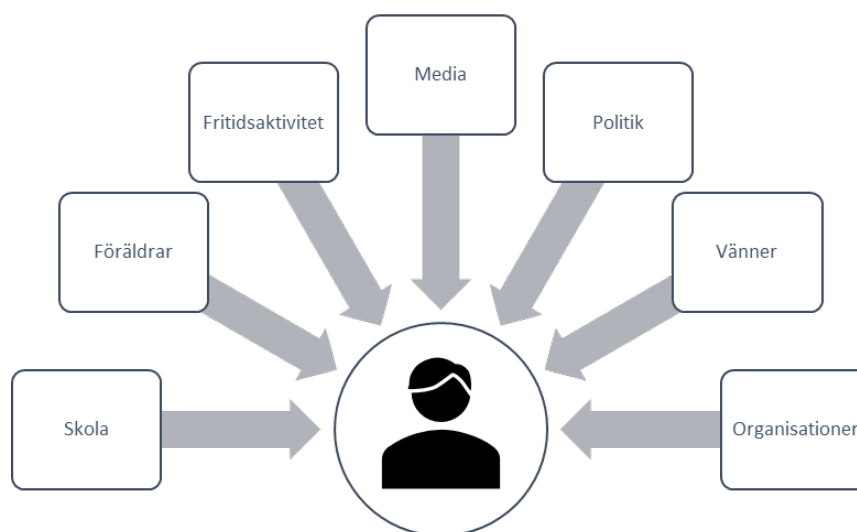 Media
Fritidsaktivitet
Politik
Föräldrar
Vänner
Skola
Organisationer